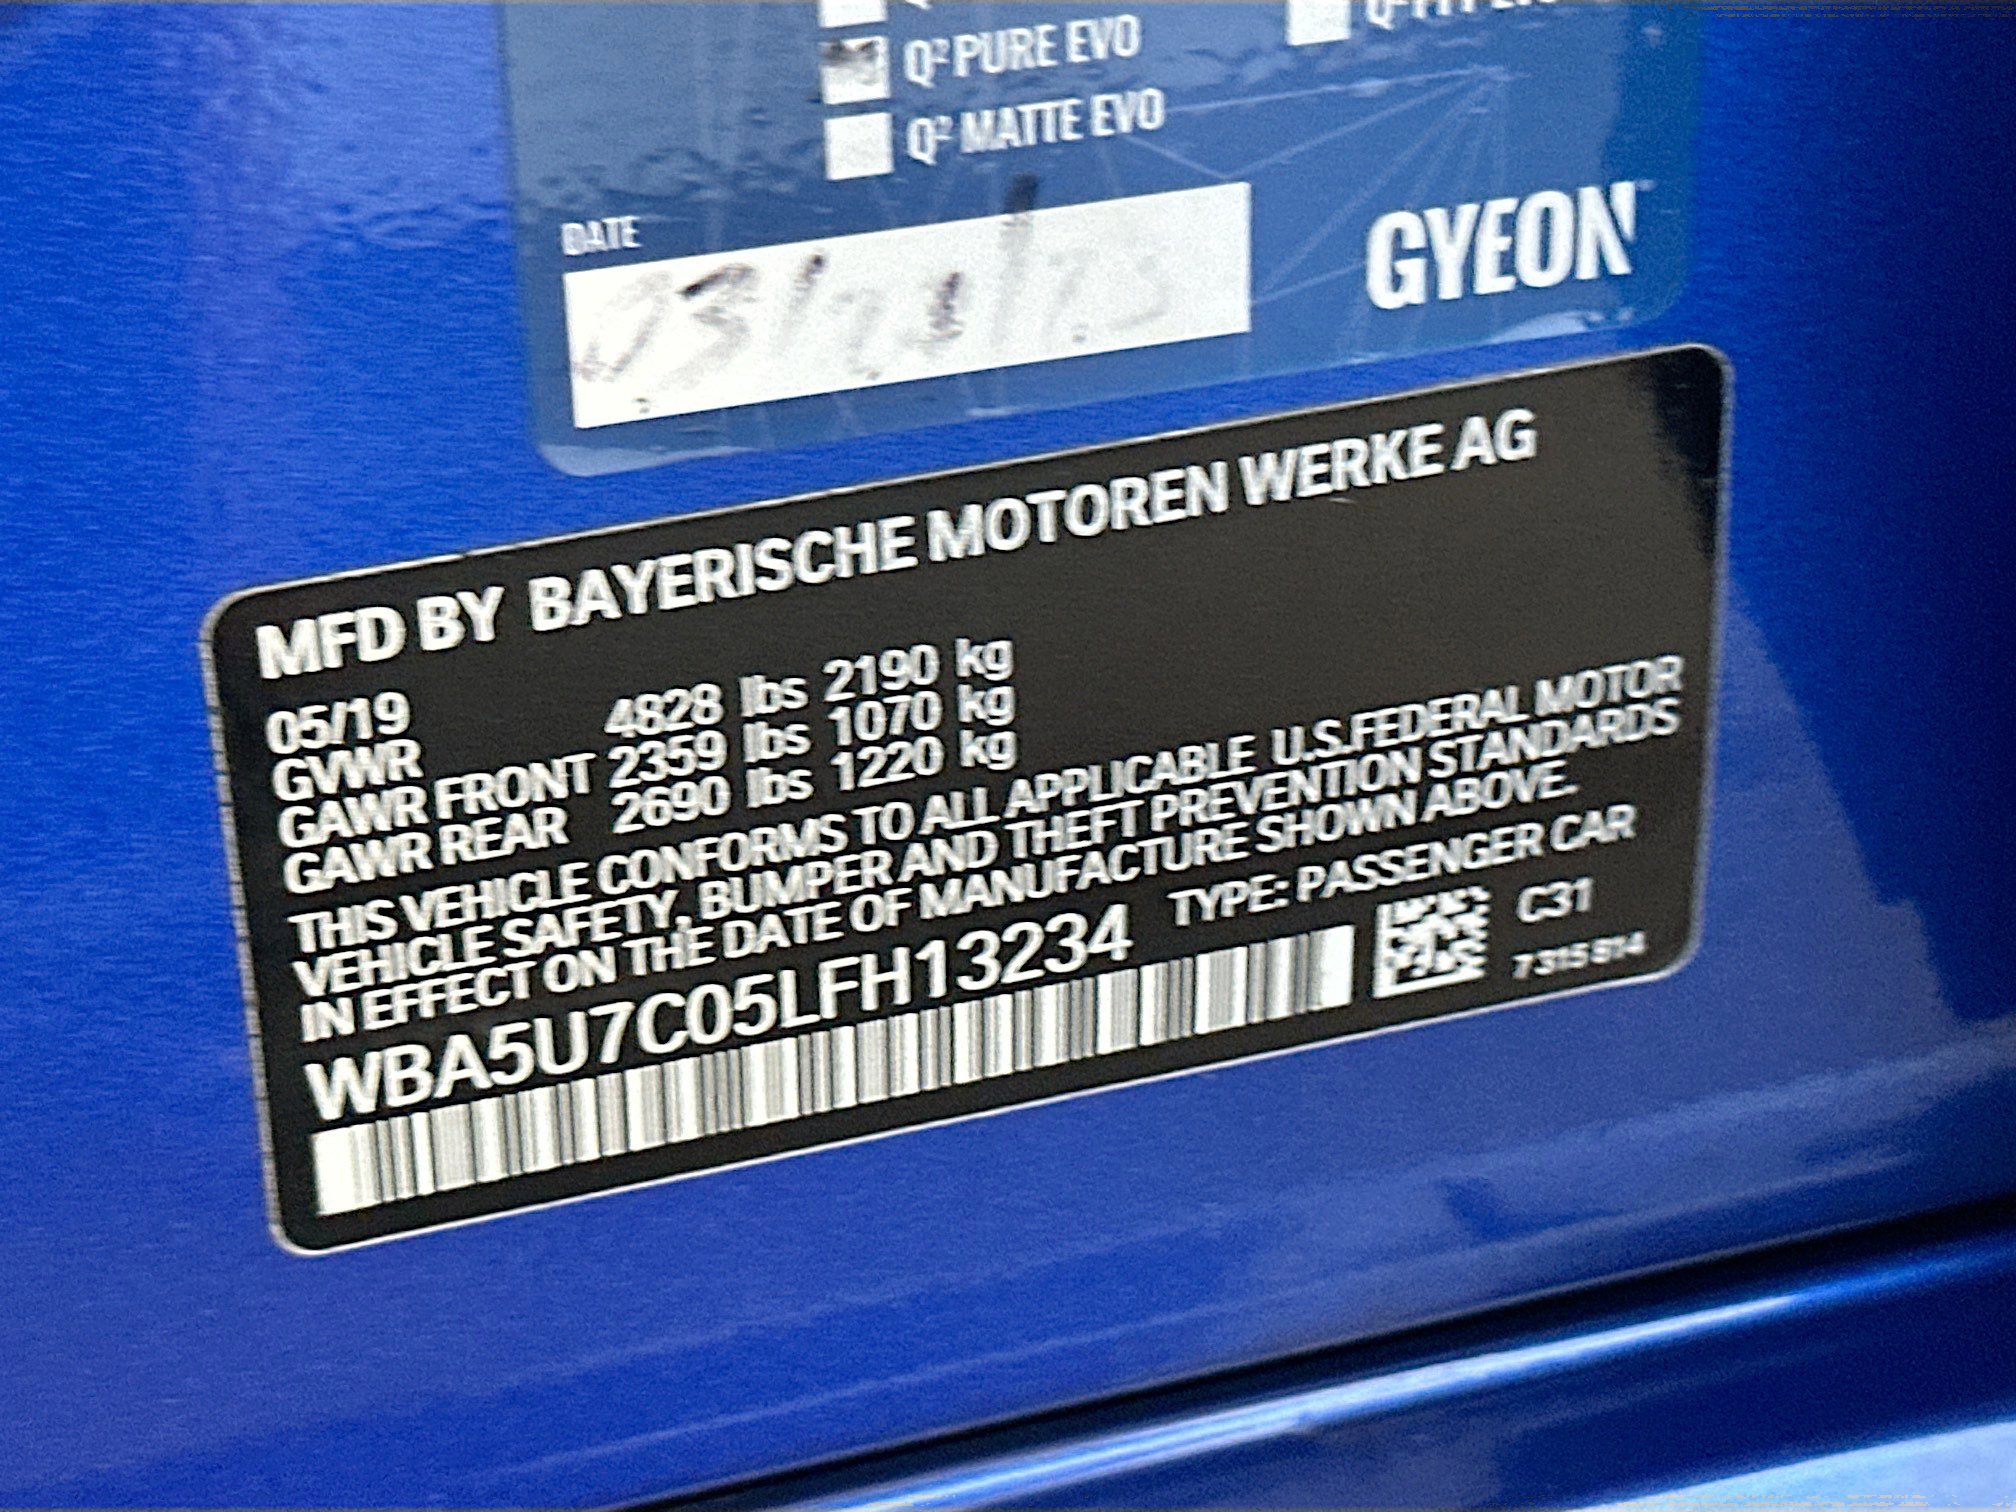 Q² PURE EVO
Q² MATTE EVO
DATE
GYEON
MFD BY BAYERISCHE MOTOREN WERKE AG
05/19
GVWR 4828 lbs 2190 kg
GAWR FRONT 2359 lbs 1070 kg
GAWR REAR 2690 lbs 1220 kg
THIS VEHICLE CONFORMS TO ALL APPLICABLE U.S.FEDERAL MOTOR
VEHICLE SAFETY, BUMPER AND THEFT PREVENTION STANDARDS
IN EFFECT ON THE DATE OF MANUFACTURE SHOWN ABOVE.
WBA5U7C05LFH13234 TYPE: PASSENGER CAR
C31
7 315 814